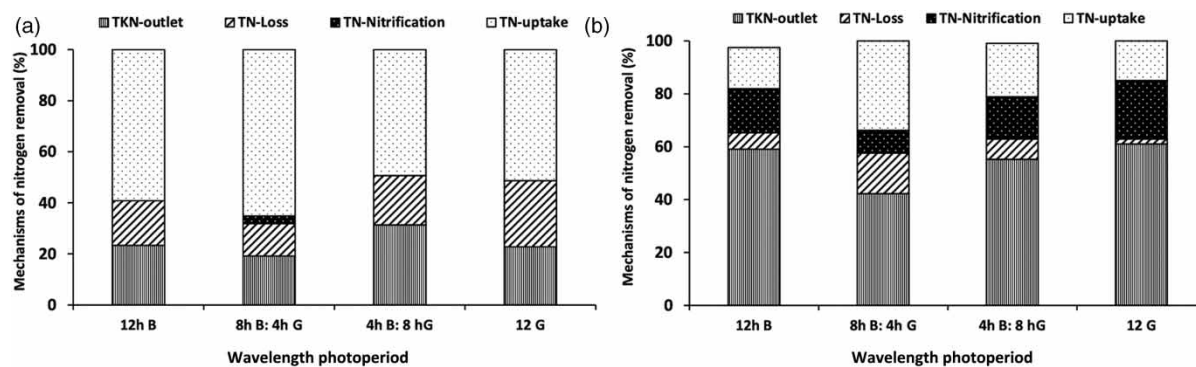 (a)
TKN-outlet TN-Loss TN-Nitrification TN-uptake
Mechanisms of nitrogen removal (%)
100
80
60
40
20
0
12h B 8h B: 4h G 4h B: 8 hG 12 G
Wavelength photoperiod
(b)
TKN-outlet TN-Loss TN-Nitrification TN-uptake
Mechanisms of nitrogen removal (%)
100
80
60
40
20
0
12h B 8h B: 4h G 4h B: 8 hG 12 G
Wavelength photoperiod